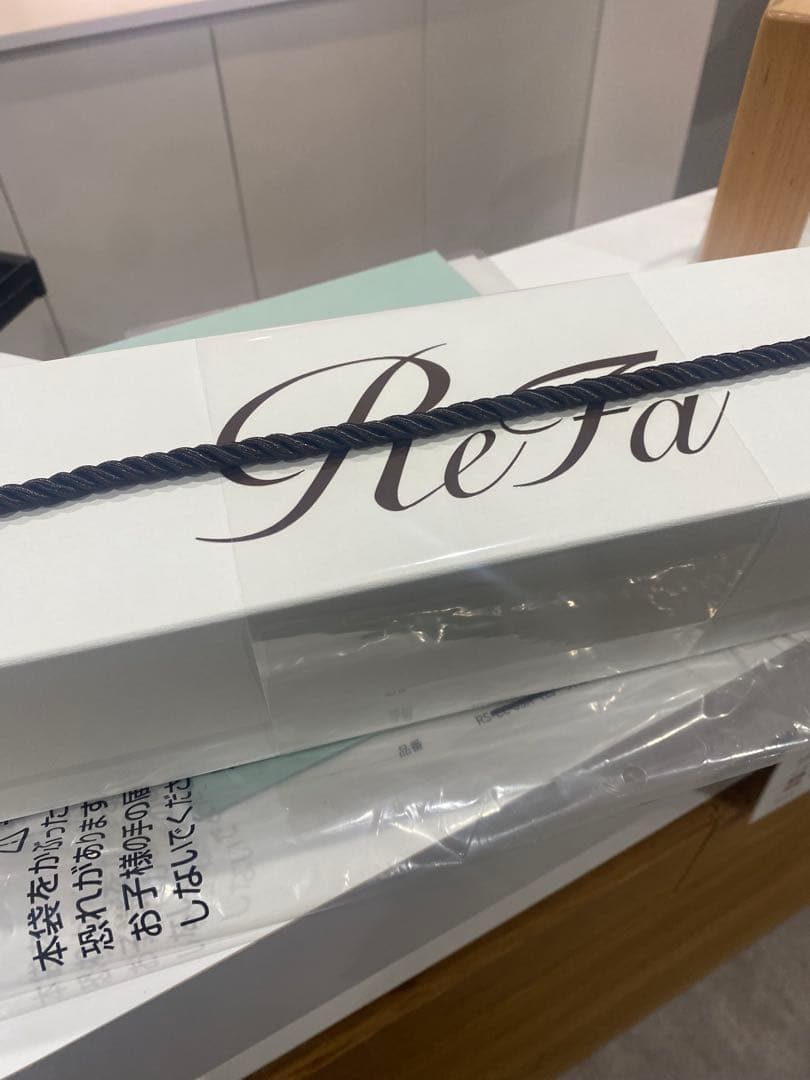 ReFa
品番
本袋をかぶった
恐れがあります
お子様の手の届
しないでくださ